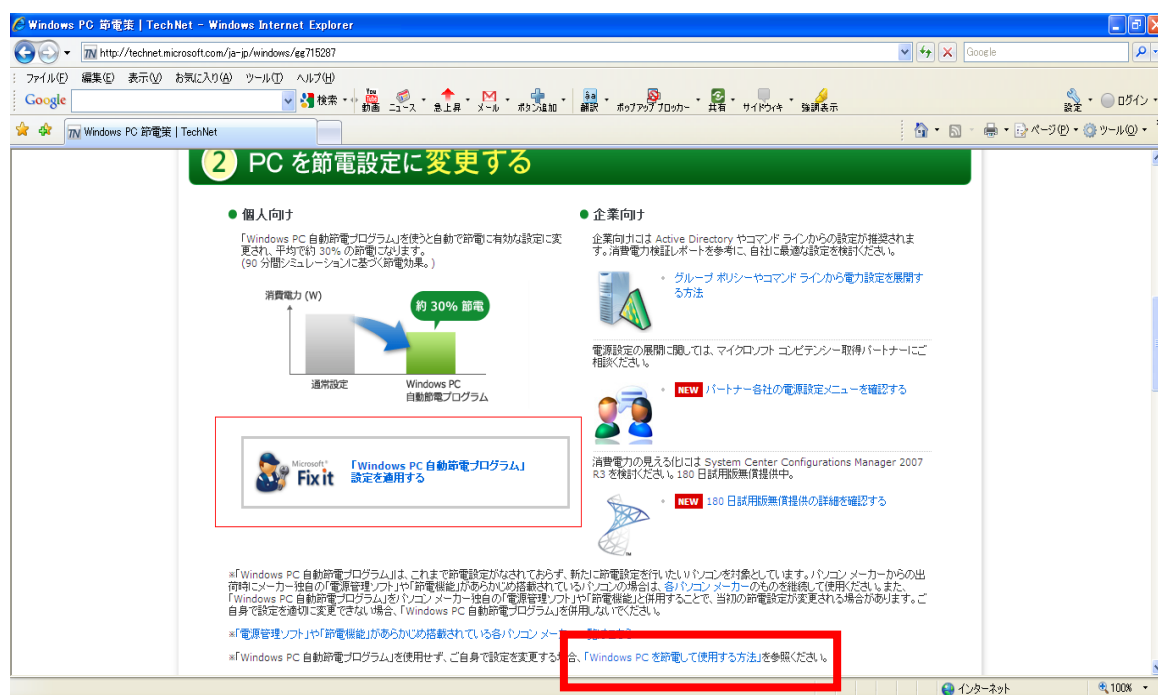 Windows PC 節電策 | TechNet - Windows Internet Explorer
http://technet.microsoft.com/ja-jp/windows/gg715287
Google
ファイル(F) 編集(E) 表示(V) お気に入り(A) ツール(T) ヘルプ(H)
Google 検索 動画 ニュース 急上昇 メール ボタン追加 翻訳 ポップアップブロッカー 共有 サイドウィキ 強調表示 設定 ログイン
Windows PC 節電策 | TechNet
ページ(P) ツール(O)
2 PC を節電設定に変更する
個人向け
「Windows PC 自動節電プログラム」を使うと自動で節電に有効な設定に変
更され、平均で約 30% の節電になります。
(90 分間シミュレーションに基づく節電効果。)
消費電力 (W)
約 30% 節電
通常設定
Windows PC
自動節電プログラム
Microsoft
Fix it
「Windows PC 自動節電プログラム」
設定を適用する
企業向け
企業向けには Active Directory やコマンド ラインからの設定が推奨されま
す。消費電力検証レポートを参考に、自社に最適な設定を検討ください。
グループ ポリシーやコマンド ラインから電力設定を展開す
る方法
電源設定の展開に関しては、マイクロソフト コンピテンシー取得パートナーにご
相談ください。
NEW パートナー各社の電源設定メニューを確認する
消費電力の見える化には System Center Configurations Manager 2007
R3 を検討ください。180 日試用版無償提供中。
NEW 180 日試用版無償提供の詳細を確認する
※「Windows PC 自動節電プログラム」は、これまで節電設定がなされておらず、新たに節電設定を行いたいパソコンを対象としています。パソコン メーカーからの出
荷時にメーカー独自の「電源管理ソフト」や「節電機能」があらかじめ搭載されているパソコンの場合は、各パソコン メーカーのものを継続して使用ください。また、
「Windows PC 自動節電プログラム」をパソコン メーカー独自の「電源管理ソフト」や「節電機能」と併用することで、当初の節電設定が変更される場合があります。ご
自身で設定を適切に変更できない場合、「Windows PC 自動節電プログラム」を併用しないでください。
※「電源管理ソフト」や「節電機能」があらかじめ搭載されている各パソコン メーカー
※「Windows PC 自動節電プログラム」を使用せず、ご自身で設定を変更する場合、「Windows PC を節電して使用する方法」を参照ください。
インターネット
100%